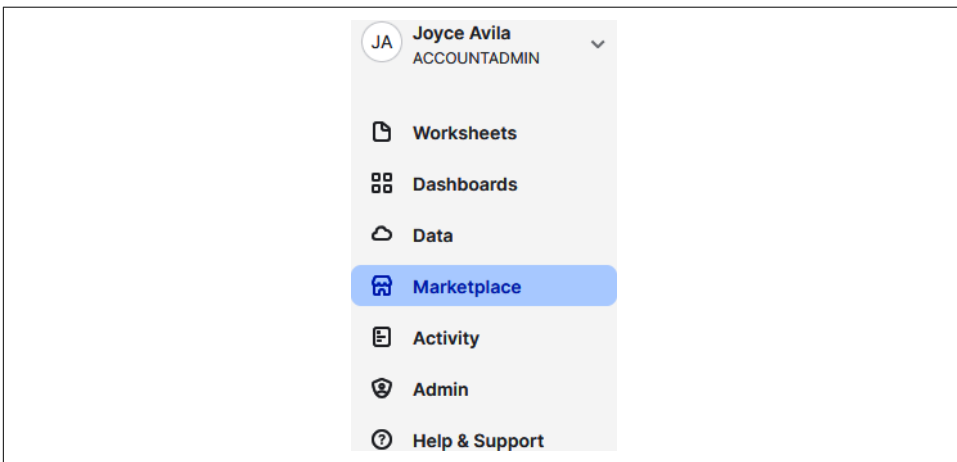 JA
Joyce Avila
ACCOUNTADMIN
Worksheets
Dashboards
Data
Marketplace
Activity
Admin
Help & Support